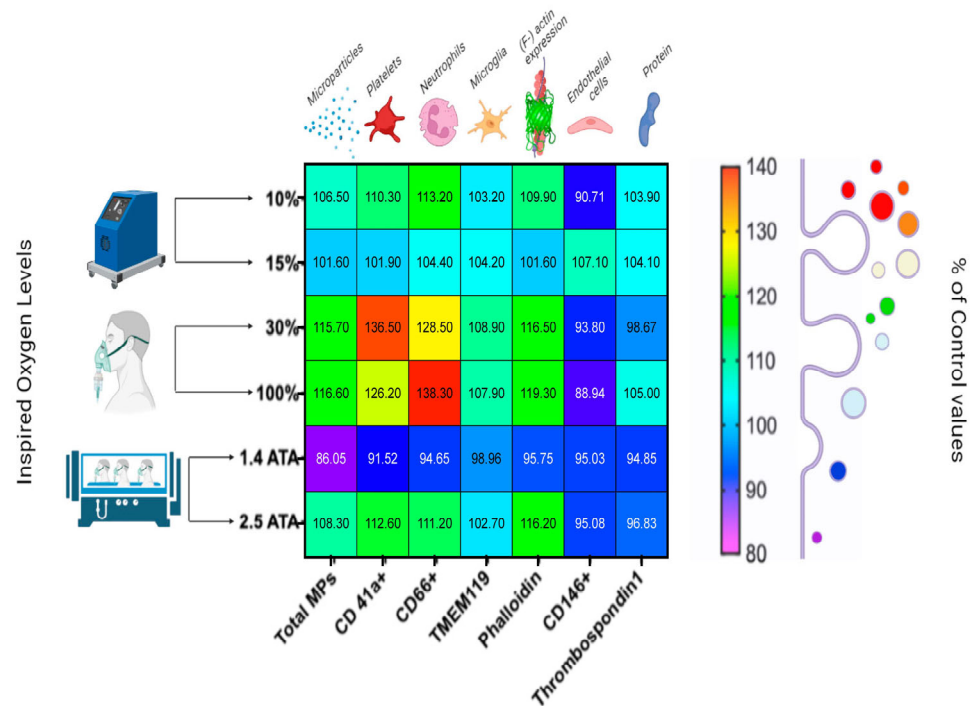 Microparticles
Platelets
Neutrophils
Microglia
(F-) actin
expression
Endothelial
cells
Protein
Inspired Oxygen Levels
10% 106.50 110.30 113.20 103.20 109.90 90.71 103.90
15% 101.60 101.90 104.40 104.20 101.60 107.10 104.10
30% 115.70 136.50 128.50 108.90 116.50 93.80 98.67
100% 116.60 126.20 138.30 107.90 119.30 88.94 105.00
1.4 ATA 86.05 91.52 94.65 98.96 95.75 95.03 94.85
2.5 ATA 108.30 112.60 111.20 102.70 116.20 95.08 96.83
Total MPs
CD 41a+
CD66+
TMEM119
Phalloidin
CD146+
Thrombospondin1
140
130
120
110
100
90
80
% of Control values